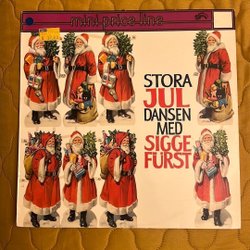 mini-price-line
STORA
JUL
DANSEN
MED
SIGGE
FÜRST